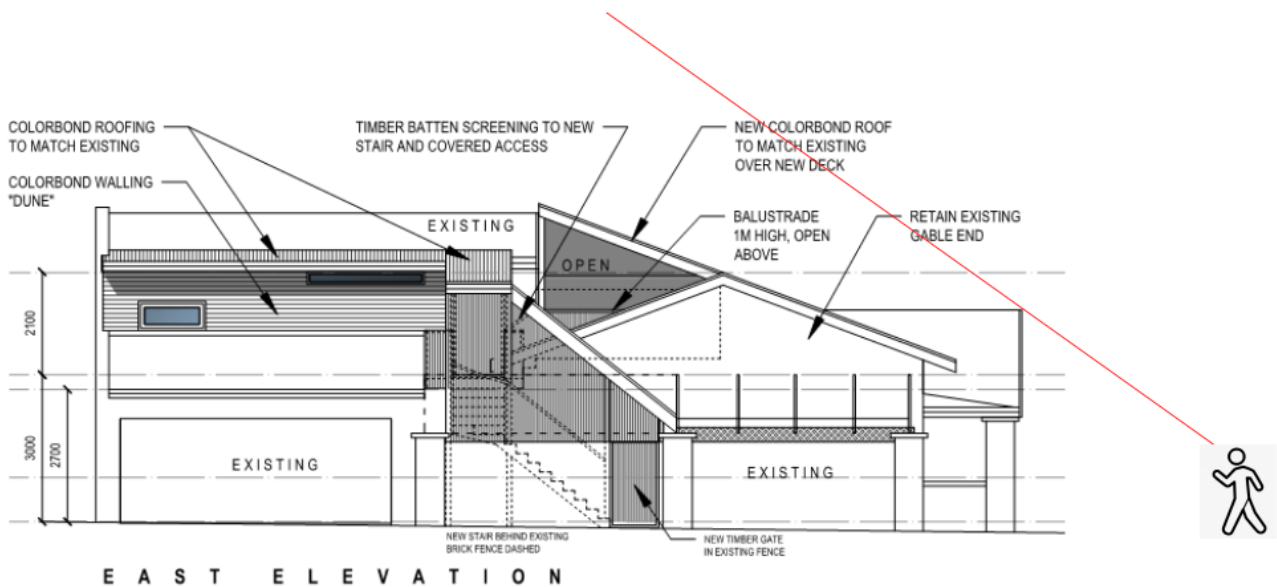 COLORBOND ROOFING
TO MATCH EXISTING
COLORBOND WALLING
"DUNE"
TIMBER BATTEN SCREENING TO NEW
STAIR AND COVERED ACCESS
NEW COLORBOND ROOF
TO MATCH EXISTING
OVER NEW DECK
BALUSTRADE
1M HIGH, OPEN
ABOVE
RETAIN EXISTING
GABLE END
EXISTING
OPEN
2100
3000
2700
EXISTING
EXISTING
NEW STAIR BEHIND EXISTING
BRICK FENCE DASHED
NEW TIMBER GATE
IN EXISTING FENCE
EAST ELEVATION